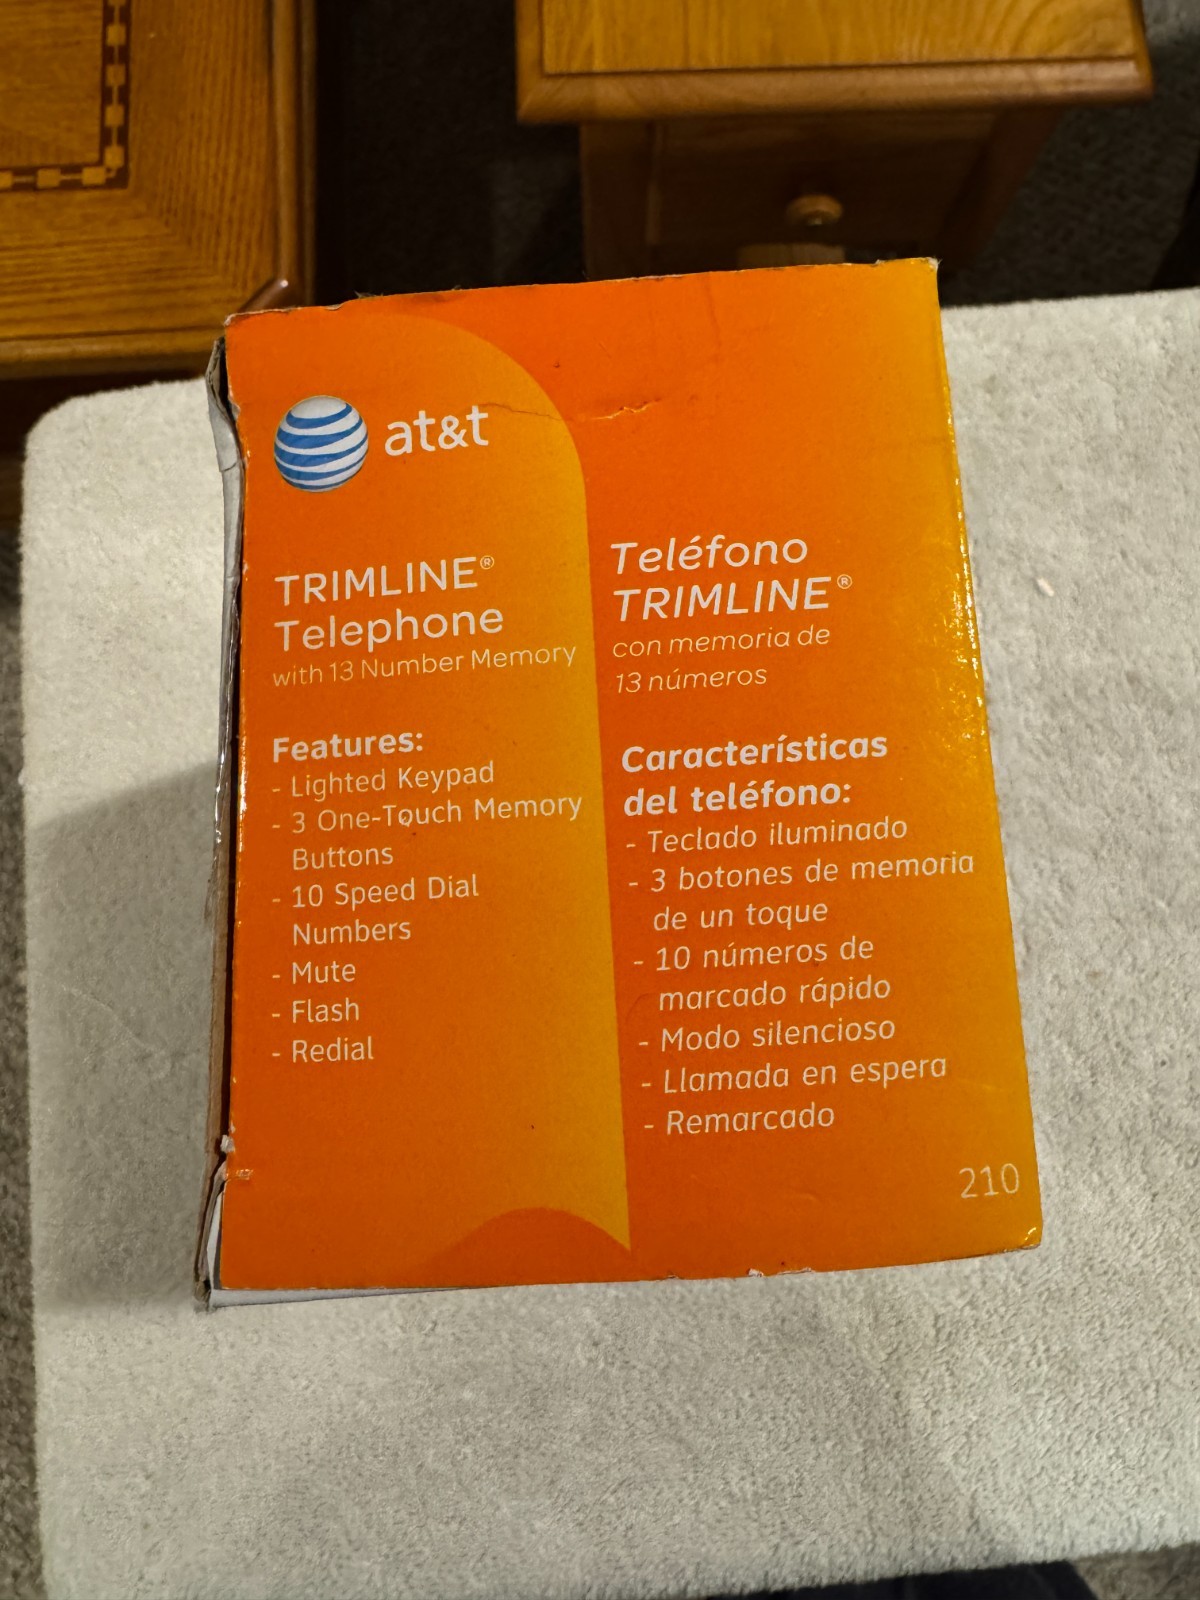 at&t
TRIMLINE®
Telephone
with 13 Number Memory
Features:
- Lighted Keypad
- 3 One-Touch Memory
Buttons
- 10 Speed Dial
Numbers
- Mute
- Flash
- Redial
Teléfono
TRIMLINE®
con memoria de
13 números
Características
del teléfono:
- Teclado iluminado
- 3 botones de memoria
de un toque
- 10 números de
marcado rápido
- Modo silencioso
- Llamada en espera
- Remarcado
210